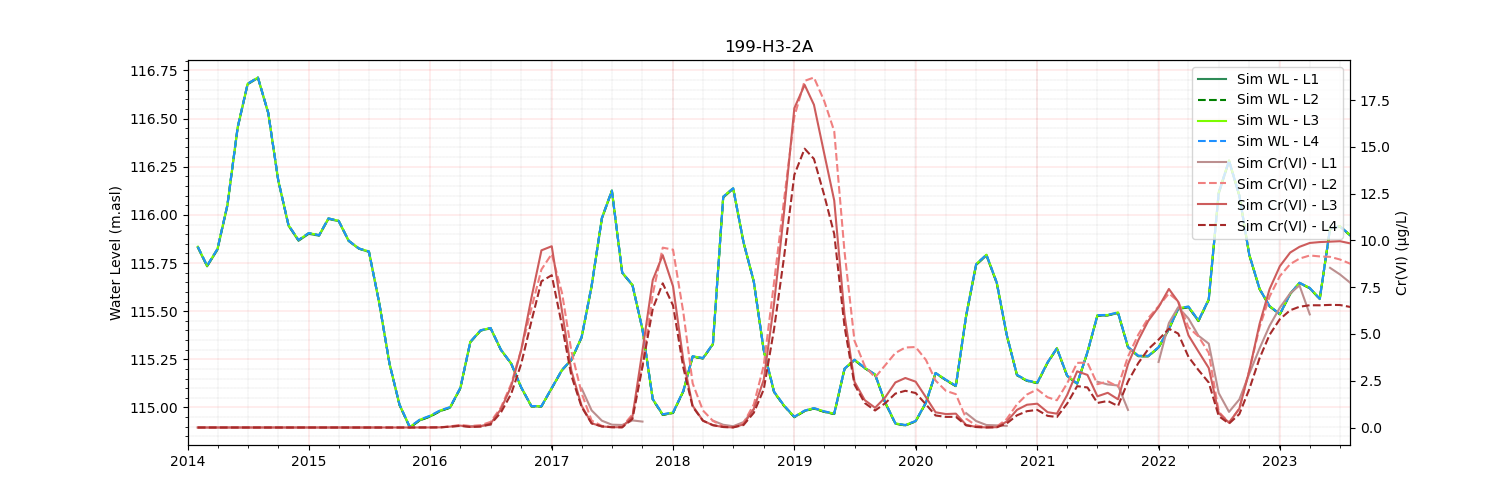 199-H3-2A
116.75
116.50
116.25
116.00
115.75
115.50
115.25
115.00
Water Level (m.asl)
Sim WL - L1
Sim WL - L2
Sim WL - L3
Sim WL - L4
Sim Cr(VI) - L1
Sim Cr(VI) - L2
Sim Cr(VI) - L3
Sim Cr(VI) - L4
17.5
15.0
12.5
10.0
7.5
5.0
2.5
0.0
Cr(VI) (μg/L)
2014 2015 2016 2017 2018 2019 2020 2021 2022 2023